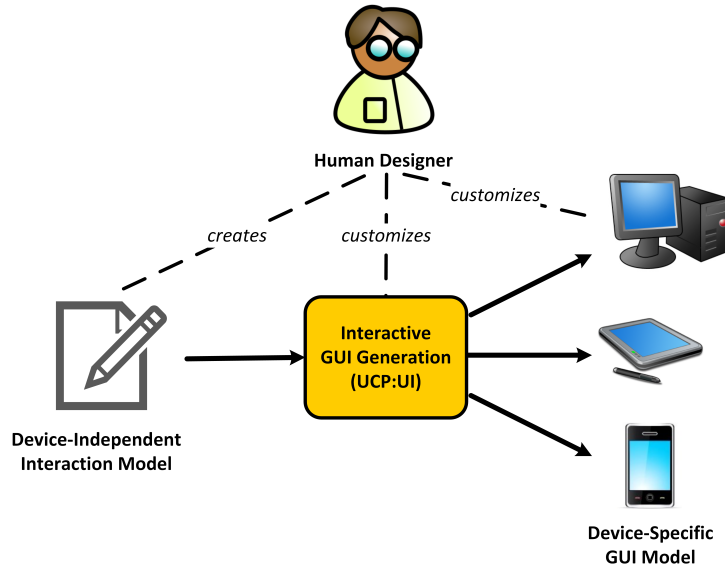 Human Designer
customizes
creates
customizes
Interactive
GUI Generation
(UCP:UI)
Device-Independent
Interaction Model
Device-Specific
GUI Model